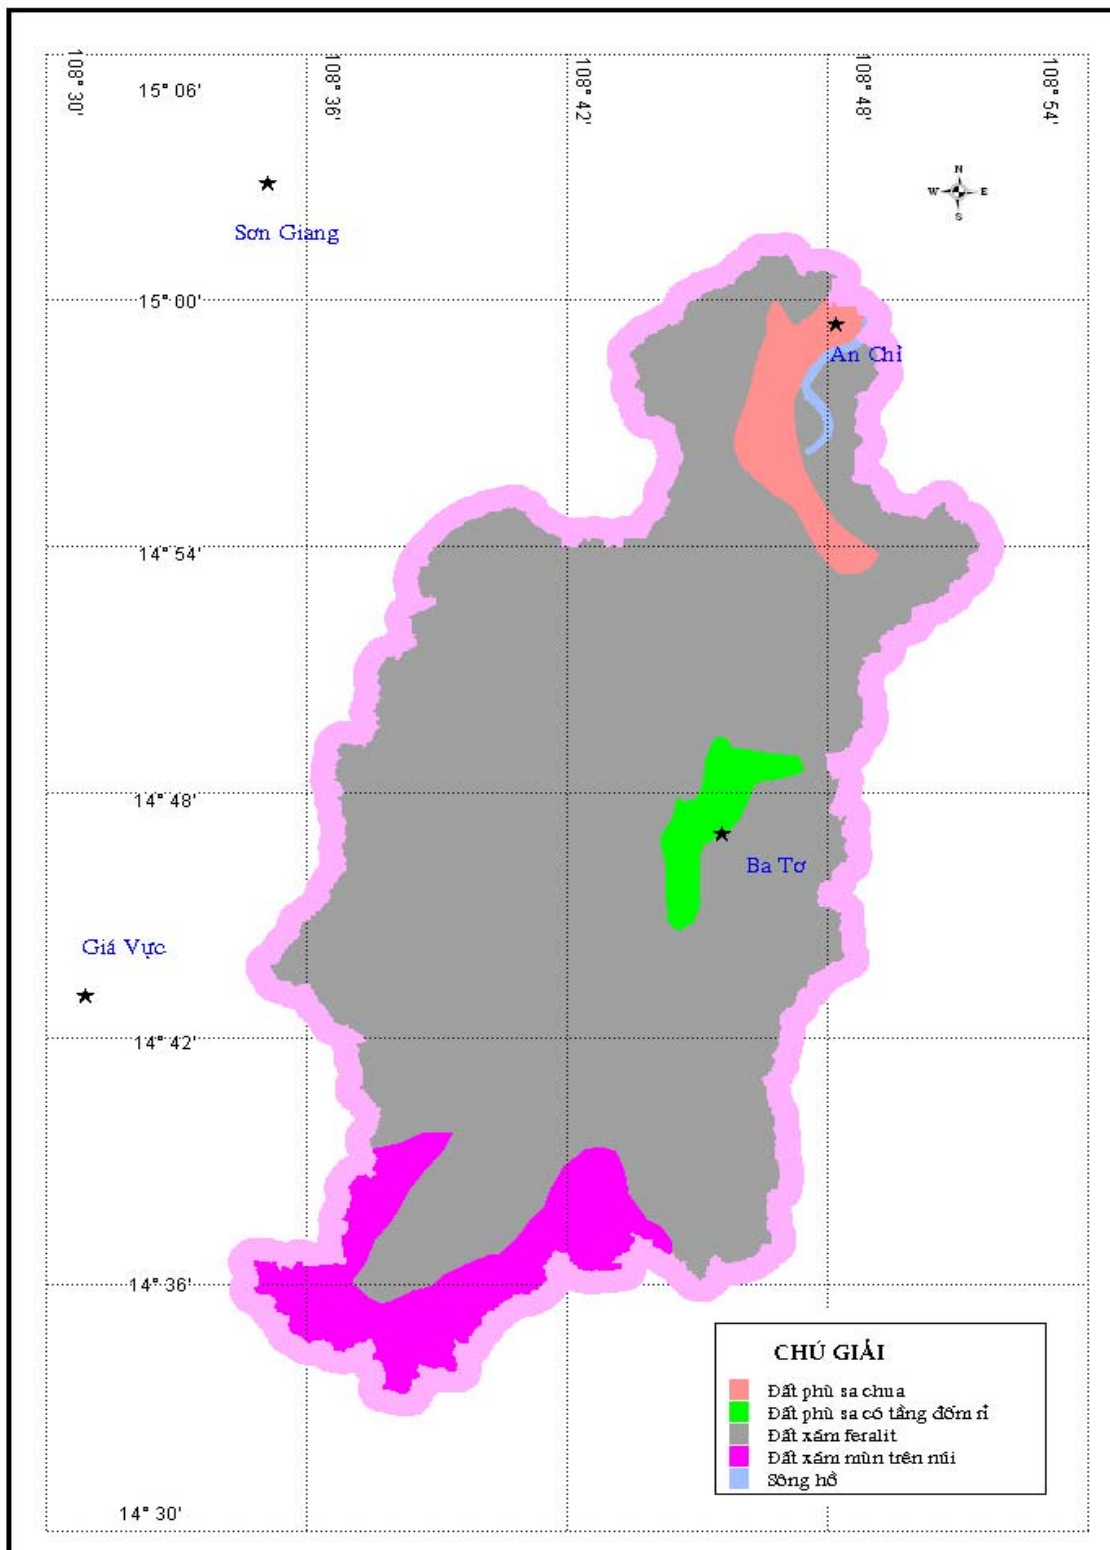 108° 30'
108° 36'
108° 42'
108° 48'
108° 54'
15° 06'
N
W E
S
Sơn Giang
15° 00'
An Chỉ
14° 54'
14° 48'
Ba Tơ
Giá Vực
14° 42'
14° 36'
CHÚ GIẢI
Đất phù sa chua
Đất phù sa có tầng đốm rỉ
Đất xám feralit
Đất xám mùn trên núi
Sông hồ
14° 30'